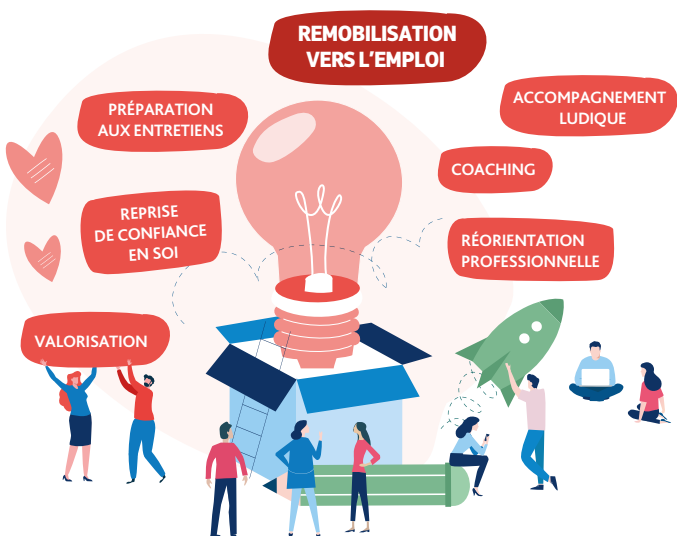 REMOBILISATION
VERS L'EMPLOI
PRÉPARATION
AUX ENTRETIENS
ACCOMPAGNEMENT
LUDIQUE
COACHING
REPRISE
DE CONFIANCE
EN SOI
RÉORIENTATION
PROFESSIONNELLE
VALORISATION